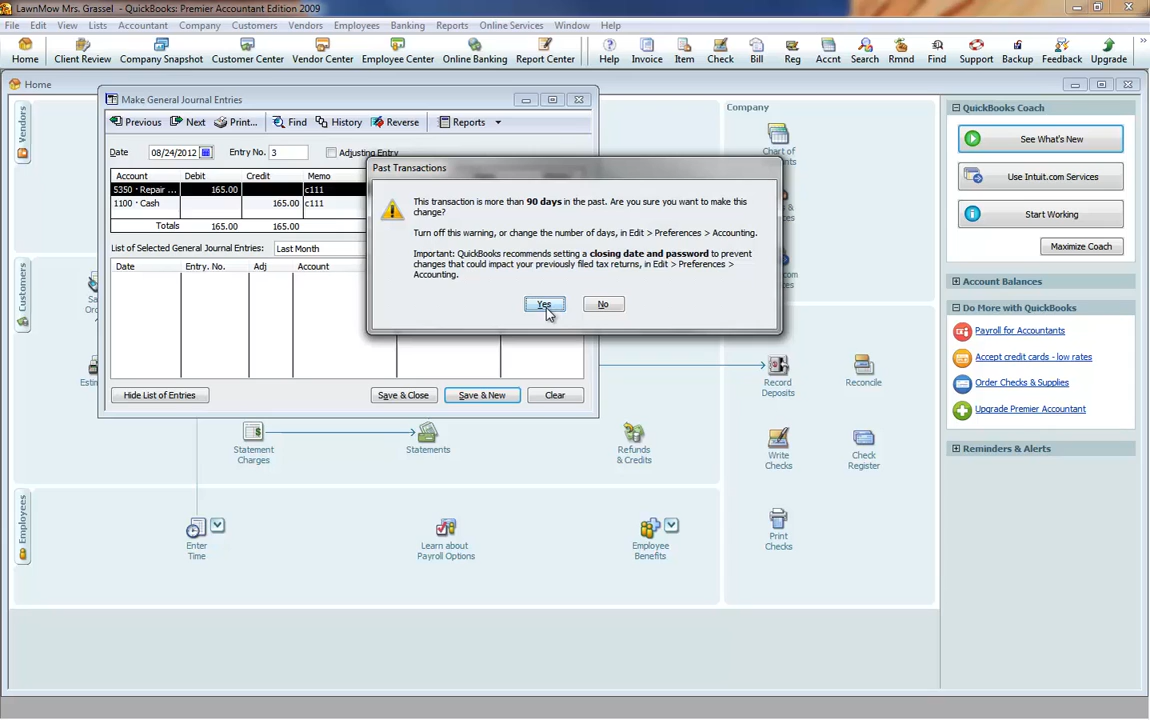 LawnMow Mrs. Grassel - QuickBooks: Premier Accountant Edition 2009
File Edit View Lists Accountant Company Customers Vendors Employees Banking Reports Online Services Window Help
Home Client Review Company Snapshot Customer Center Vendor Center Employee Center Online Banking Report Center Help Invoice Item Check Bill Reg Accnt Search Rmnd Find Support Backup Feedback Upgrade
Home
Vendors
Make General Journal Entries
Previous Next Print... Find History Reverse Reports
Date 08/24/2012 Entry No. 3 Adjusting Entry
Account Debit Credit Memo
5350 · Repair ... 165.00 c111
1100 · Cash 165.00 c111
Totals 165.00 165.00
List of Selected General Journal Entries: Last Month
Date Entry. No. Adj Account
Hide List of Entries Save & Close Save & New Clear
Past Transactions
This transaction is more than 90 days in the past. Are you sure you want to make this
change?
Turn off this warning, or change the number of days, in Edit > Preferences > Accounting.
Important: QuickBooks recommends setting a closing date and password to prevent
changes that could impact your previously filed tax returns, in Edit > Preferences >
Accounting.
Yes No
Company
Chart of
Customers
Record
Deposits
Reconcile
Statement
Charges
Statements
Refunds
& Credits
Write
Checks
Check
Register
Employees
Enter
Time
Learn about
Payroll Options
Employee
Benefits
Print
Checks
QuickBooks Coach
See What's New
Use Intuit.com Services
Start Working
Maximize Coach
Account Balances
Do More with QuickBooks
Payroll for Accountants
Accept credit cards - low rates
Order Checks & Supplies
Upgrade Premier Accountant
Reminders & Alerts